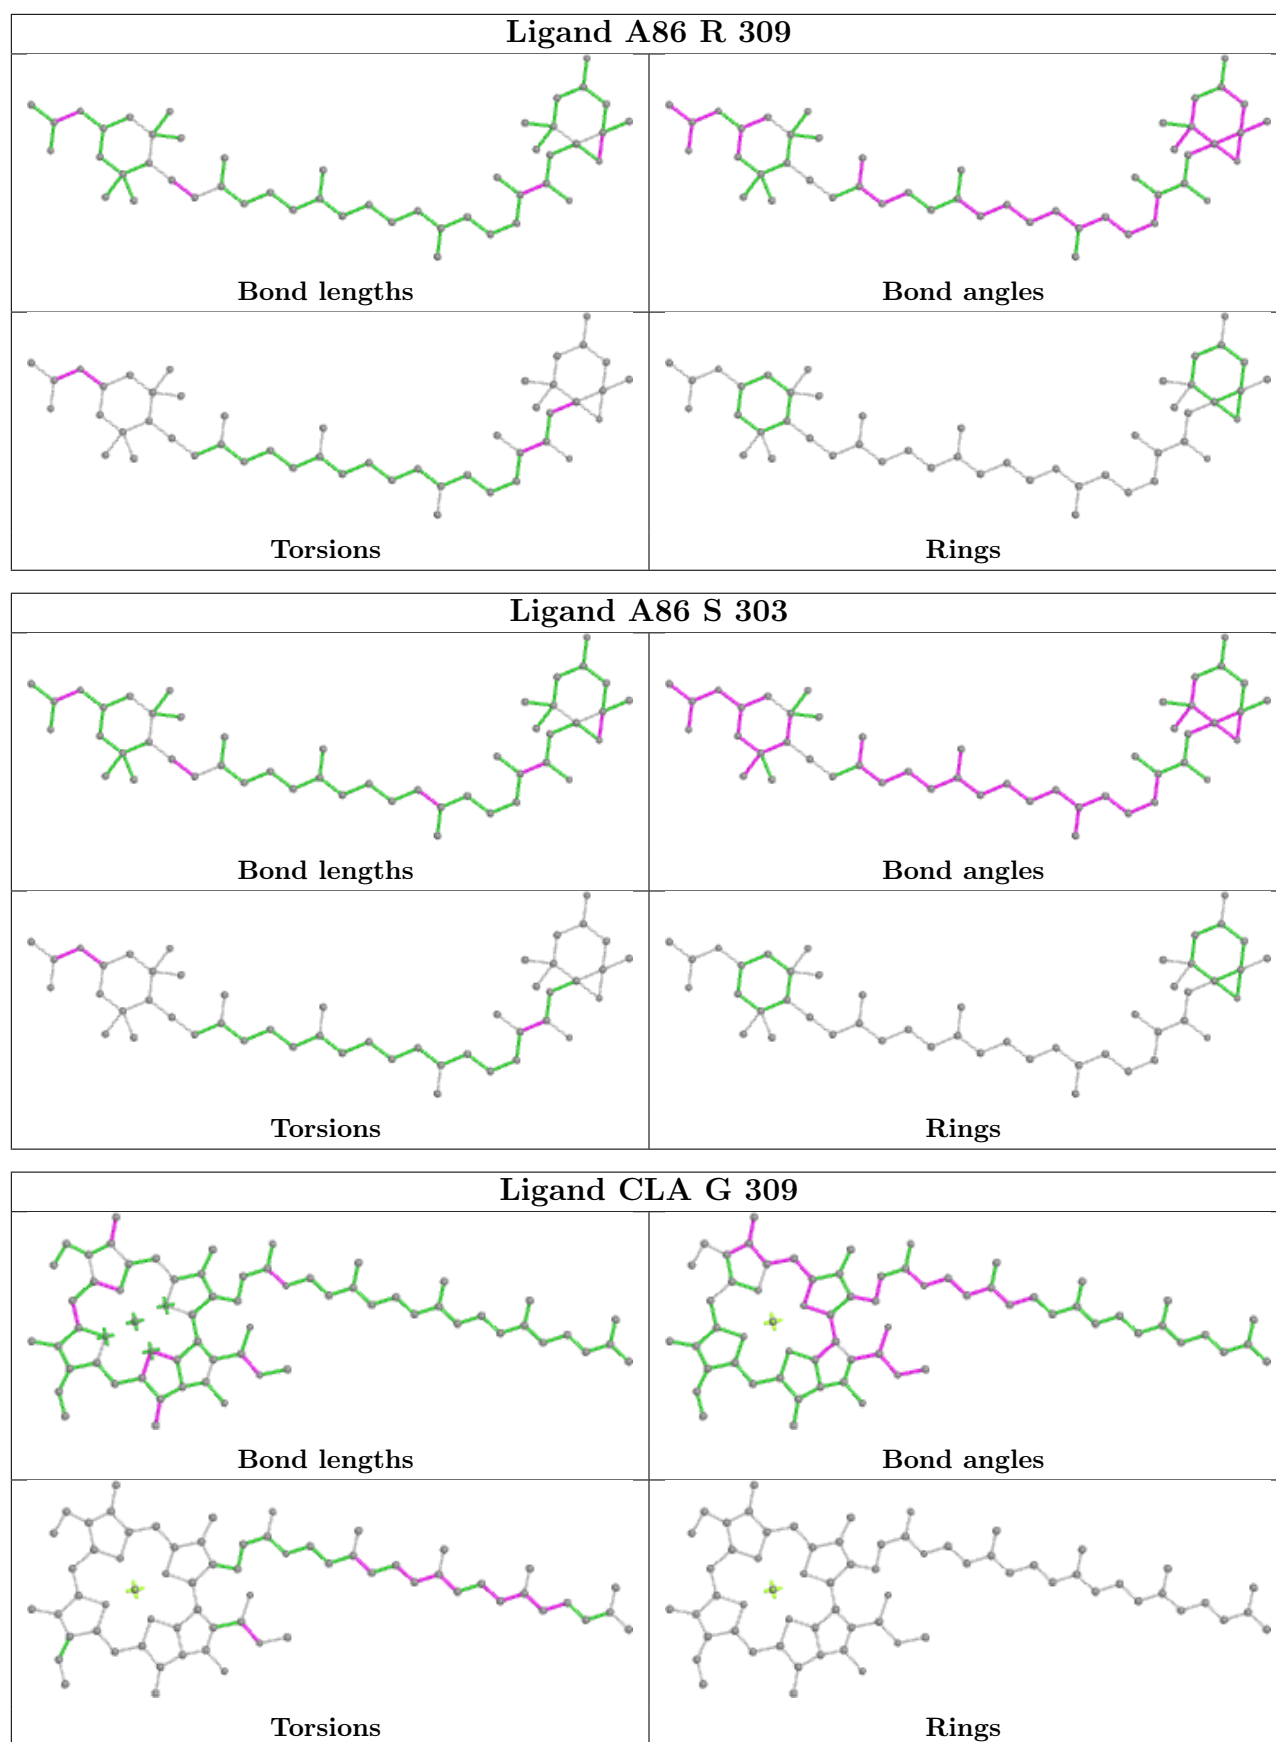 Ligand A86 R 309
Bond lengths
Bond angles
Torsions
Rings
Ligand A86 S 303
Bond lengths
Bond angles
Torsions
Rings
Ligand CLA G 309
Bond lengths
Bond angles
Torsions
Rings